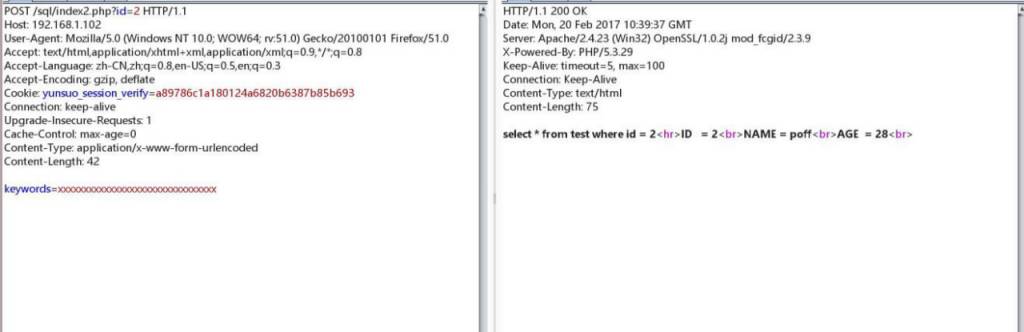 POST /sql/index2.php?id=2 HTTP/1.1
Host: 192.168.1.102
User-Agent: Mozilla/5.0 (Windows NT 10.0; WOW64; rv:51.0) Gecko/20100101 Firefox/51.0
Accept: text/html,application/xhtml+xml,application/xml;q=0.9,*/*;q=0.8
Accept-Language: zh-CN,zh;q=0.8,en-US;q=0.5,en;q=0.3
Accept-Encoding: gzip, deflate
Cookie: yunsuo_session_verify=a89786c1a180124a6820b6387b85b693
Connection: keep-alive
Upgrade-Insecure-Requests: 1
Cache-Control: max-age=0
Content-Type: application/x-www-form-urlencoded
Content-Length: 42
keywords=xxxxxxxxxxxxxxxxxxxxxxxxxxxxxxxxx
HTTP/1.1 200 OK
Date: Mon, 20 Feb 2017 10:39:37 GMT
Server: Apache/2.4.23 (Win32) OpenSSL/1.0.2j mod_fcgid/2.3.9
X-Powered-By: PHP/5.3.29
Keep-Alive: timeout=5, max=100
Connection: Keep-Alive
Content-Type: text/html
Content-Length: 75
select * from test where id = 2<hr>ID = 2<br>NAME = poff<br>AGE = 28<br>